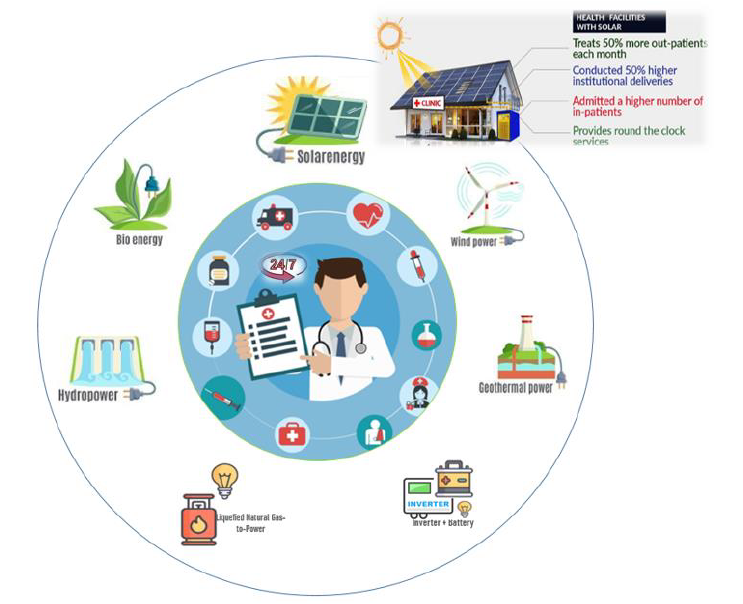 HEALTH FACILITIES
WITH SOLAR
Treats 50% more out-patients
each month
Conducted 50% higher
institutional deliveries
Admitted a higher number of
in-patients
Provides round the clock
services
CLINIC
Solarenergy
Bio energy
Wind power
24/7
Hydropower
Geothermal power
Liquefied Natural Gas-
to-Power
INVERTER
Inverter + Battery